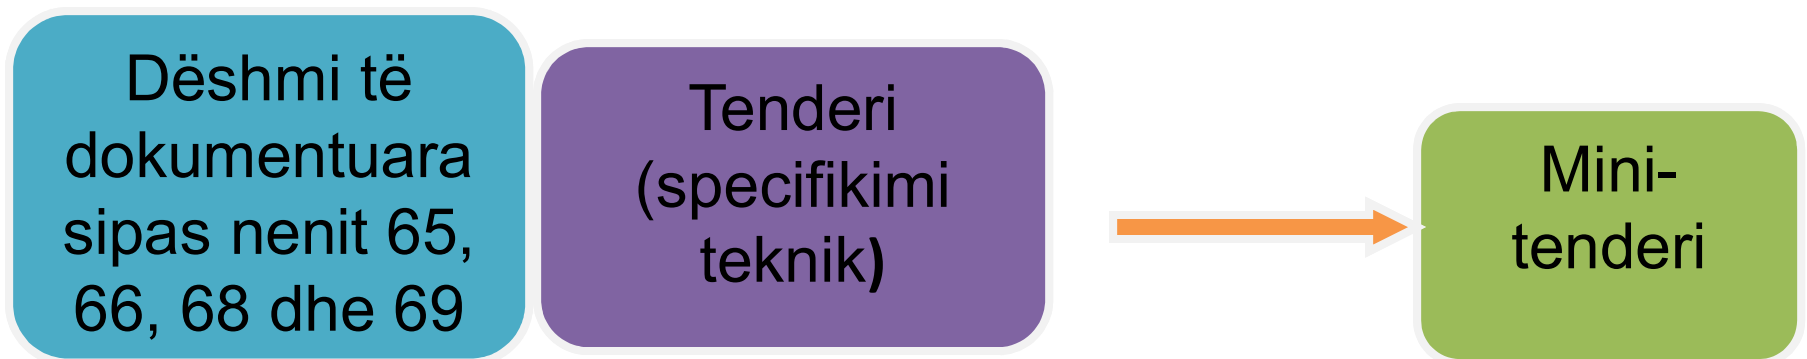 Dëshmi të
dokumentuara
sipas nenit 65,
66, 68 dhe 69
Tenderi
(specifikimi
teknik)
Mini-
tenderi